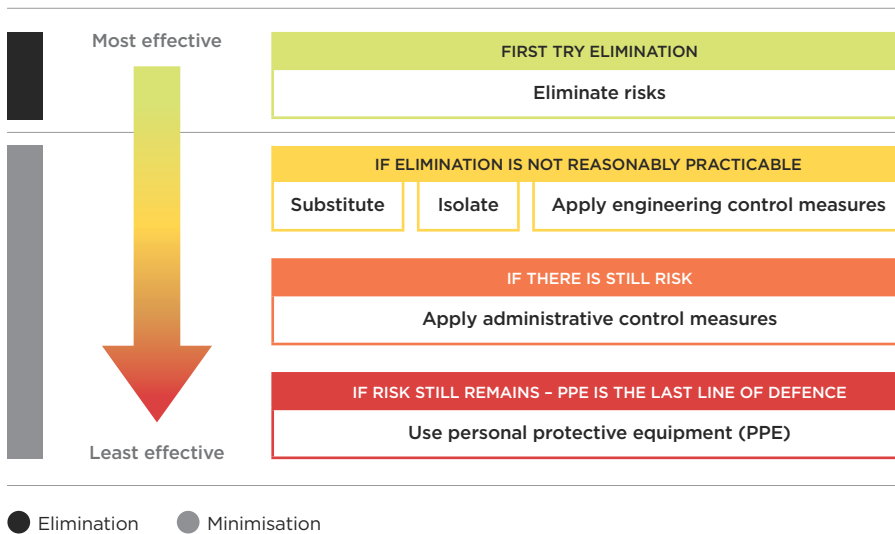 Most effective
FIRST TRY ELIMINATION
Eliminate risks
IF ELIMINATION IS NOT REASONABLY PRACTICABLE
Substitute
Isolate
Apply engineering control measures
IF THERE IS STILL RISK
Apply administrative control measures
IF RISK STILL REMAINS – PPE IS THE LAST LINE OF DEFENCE
Use personal protective equipment (PPE)
Least effective
Elimination
Minimisation